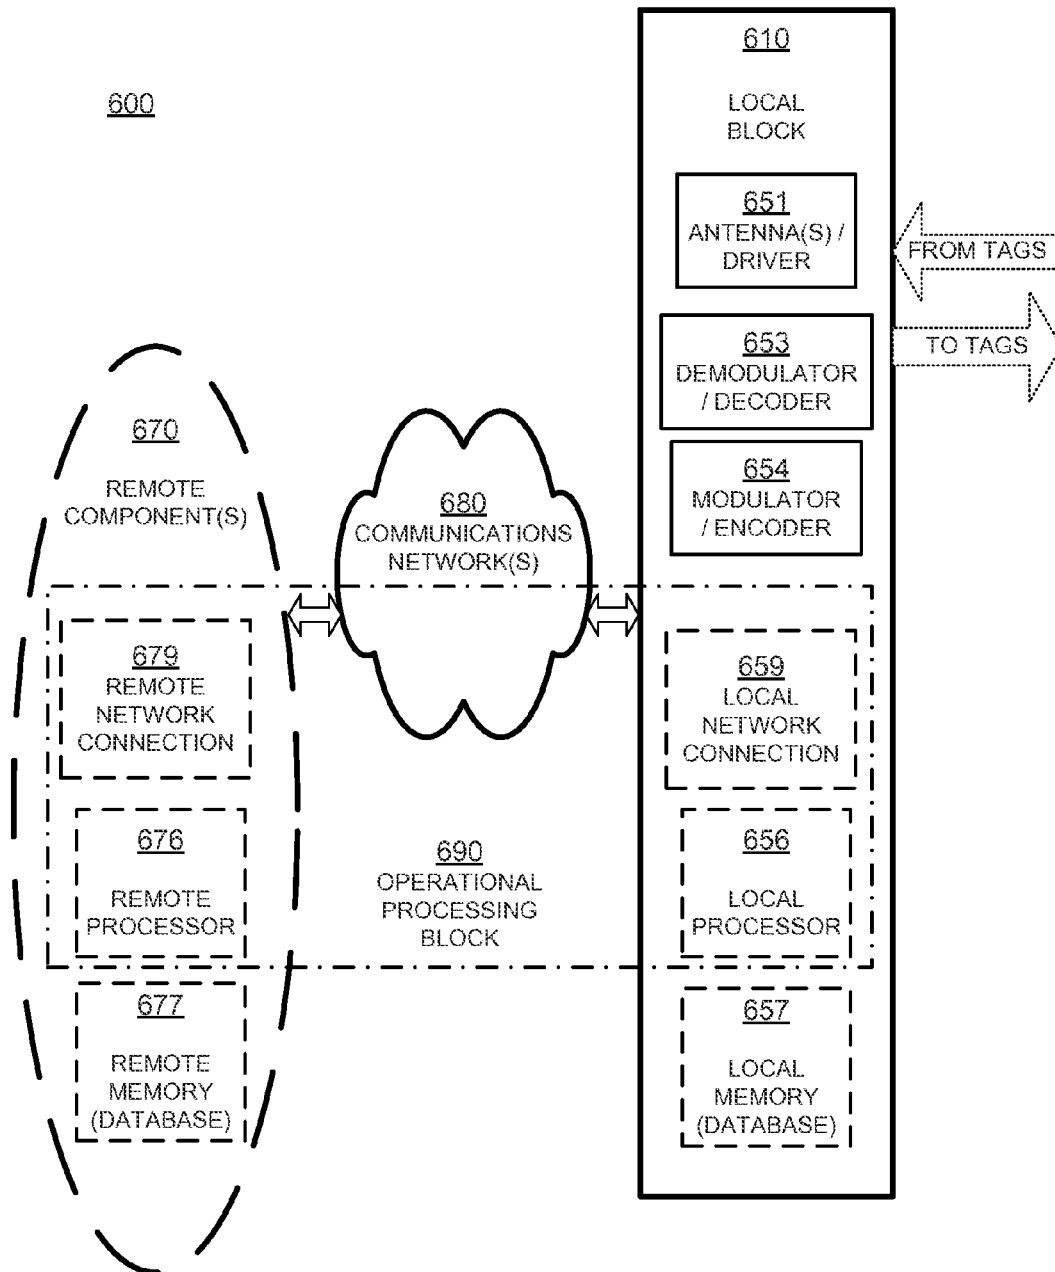 600
610
LOCAL
BLOCK
651
ANTENNA(S) /
DRIVER
FROM TAGS
TO TAGS
653
DEMODULATOR
/ DECODER
654
MODULATOR
/ ENCODER
670
REMOTE
COMPONENT(S)
680
COMMUNICATIONS
NETWORK(S)
679
REMOTE
NETWORK
CONNECTION
659
LOCAL
NETWORK
CONNECTION
676
REMOTE
PROCESSOR
690
OPERATIONAL
PROCESSING
BLOCK
656
LOCAL
PROCESSOR
677
REMOTE
MEMORY
(DATABASE)
657
LOCAL
MEMORY
(DATABASE)